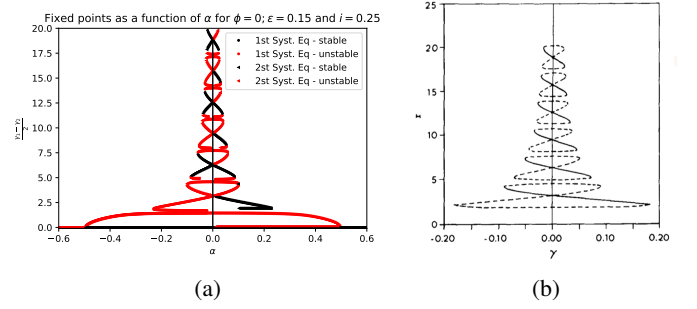 Fixed points as a function of α for ϕ = 0; ε = 0.15 and i = 0.25
20.0
17.5
15.0
12.5
10.0
7.5
5.0
2.5
0.0
γ₁ − γ₂
2
1st Syst. Eq - stable
1st Syst. Eq - unstable
2st Syst. Eq - stable
2st Syst. Eq - unstable
−0.6 −0.4 −0.2 0.0 0.2 0.4 0.6
α
(a)
25
20
15
10
5
0
r
-0.20 -0.10 0.00 0.10 0.20
γ
(b)